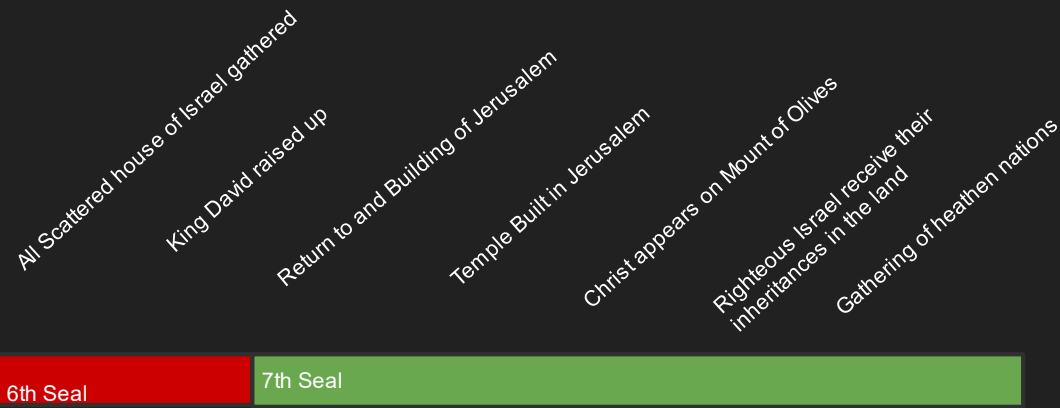 All Scattered house of Israel gathered
King David raised up
Return to and Building of Jerusalem
Temple Built in Jerusalem
Christ appears on Mount of Olives
Righteous Israel receive their
inheritances in the land
Gathering of heathen nations
6th Seal
7th Seal